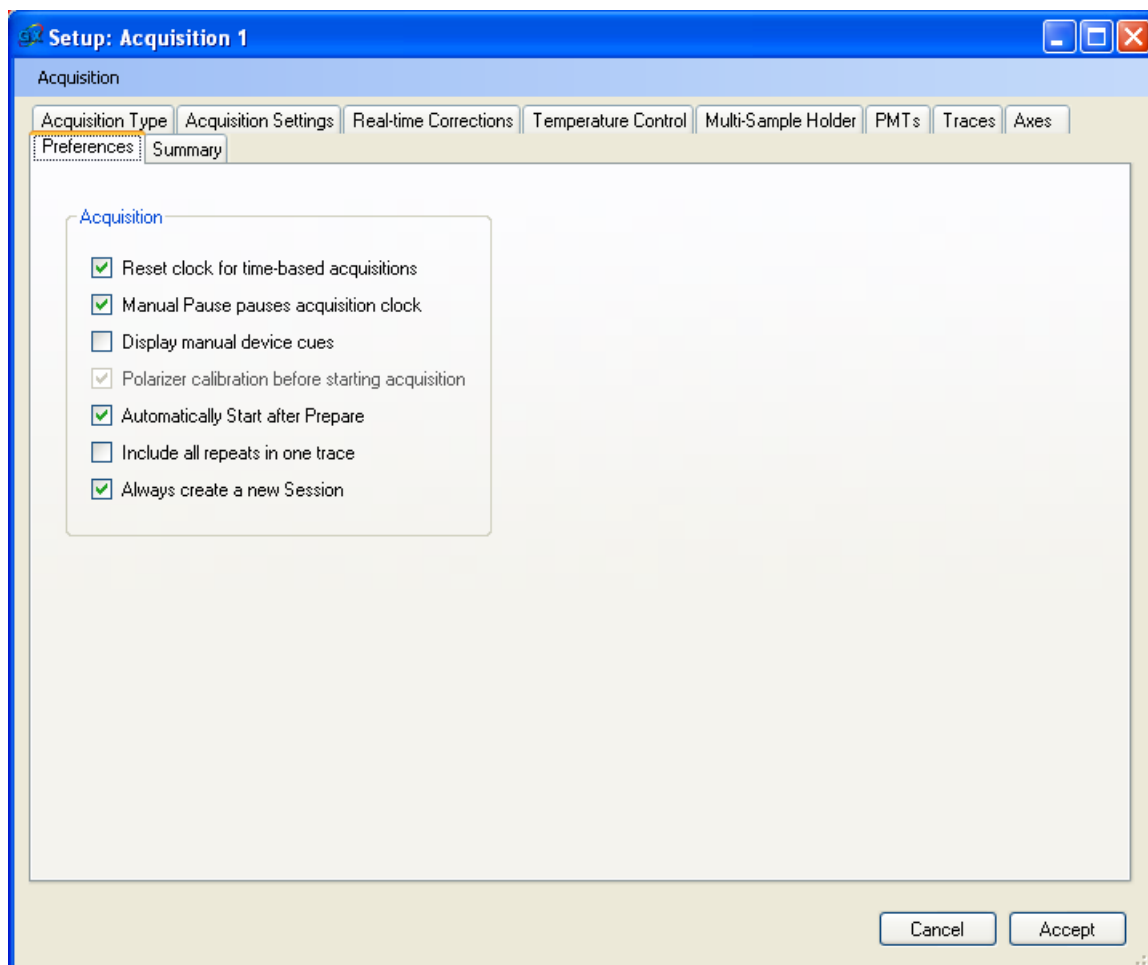 gx Setup: Acquisition 1
Acquisition
Acquisition Type Acquisition Settings Real-time Corrections Temperature Control Multi-Sample Holder PMTs Traces Axes
Preferences Summary
Acquisition
Reset clock for time-based acquisitions
Manual Pause pauses acquisition clock
Display manual device cues
Polarizer calibration before starting acquisition
Automatically Start after Prepare
Include all repeats in one trace
Always create a new Session
Cancel Accept